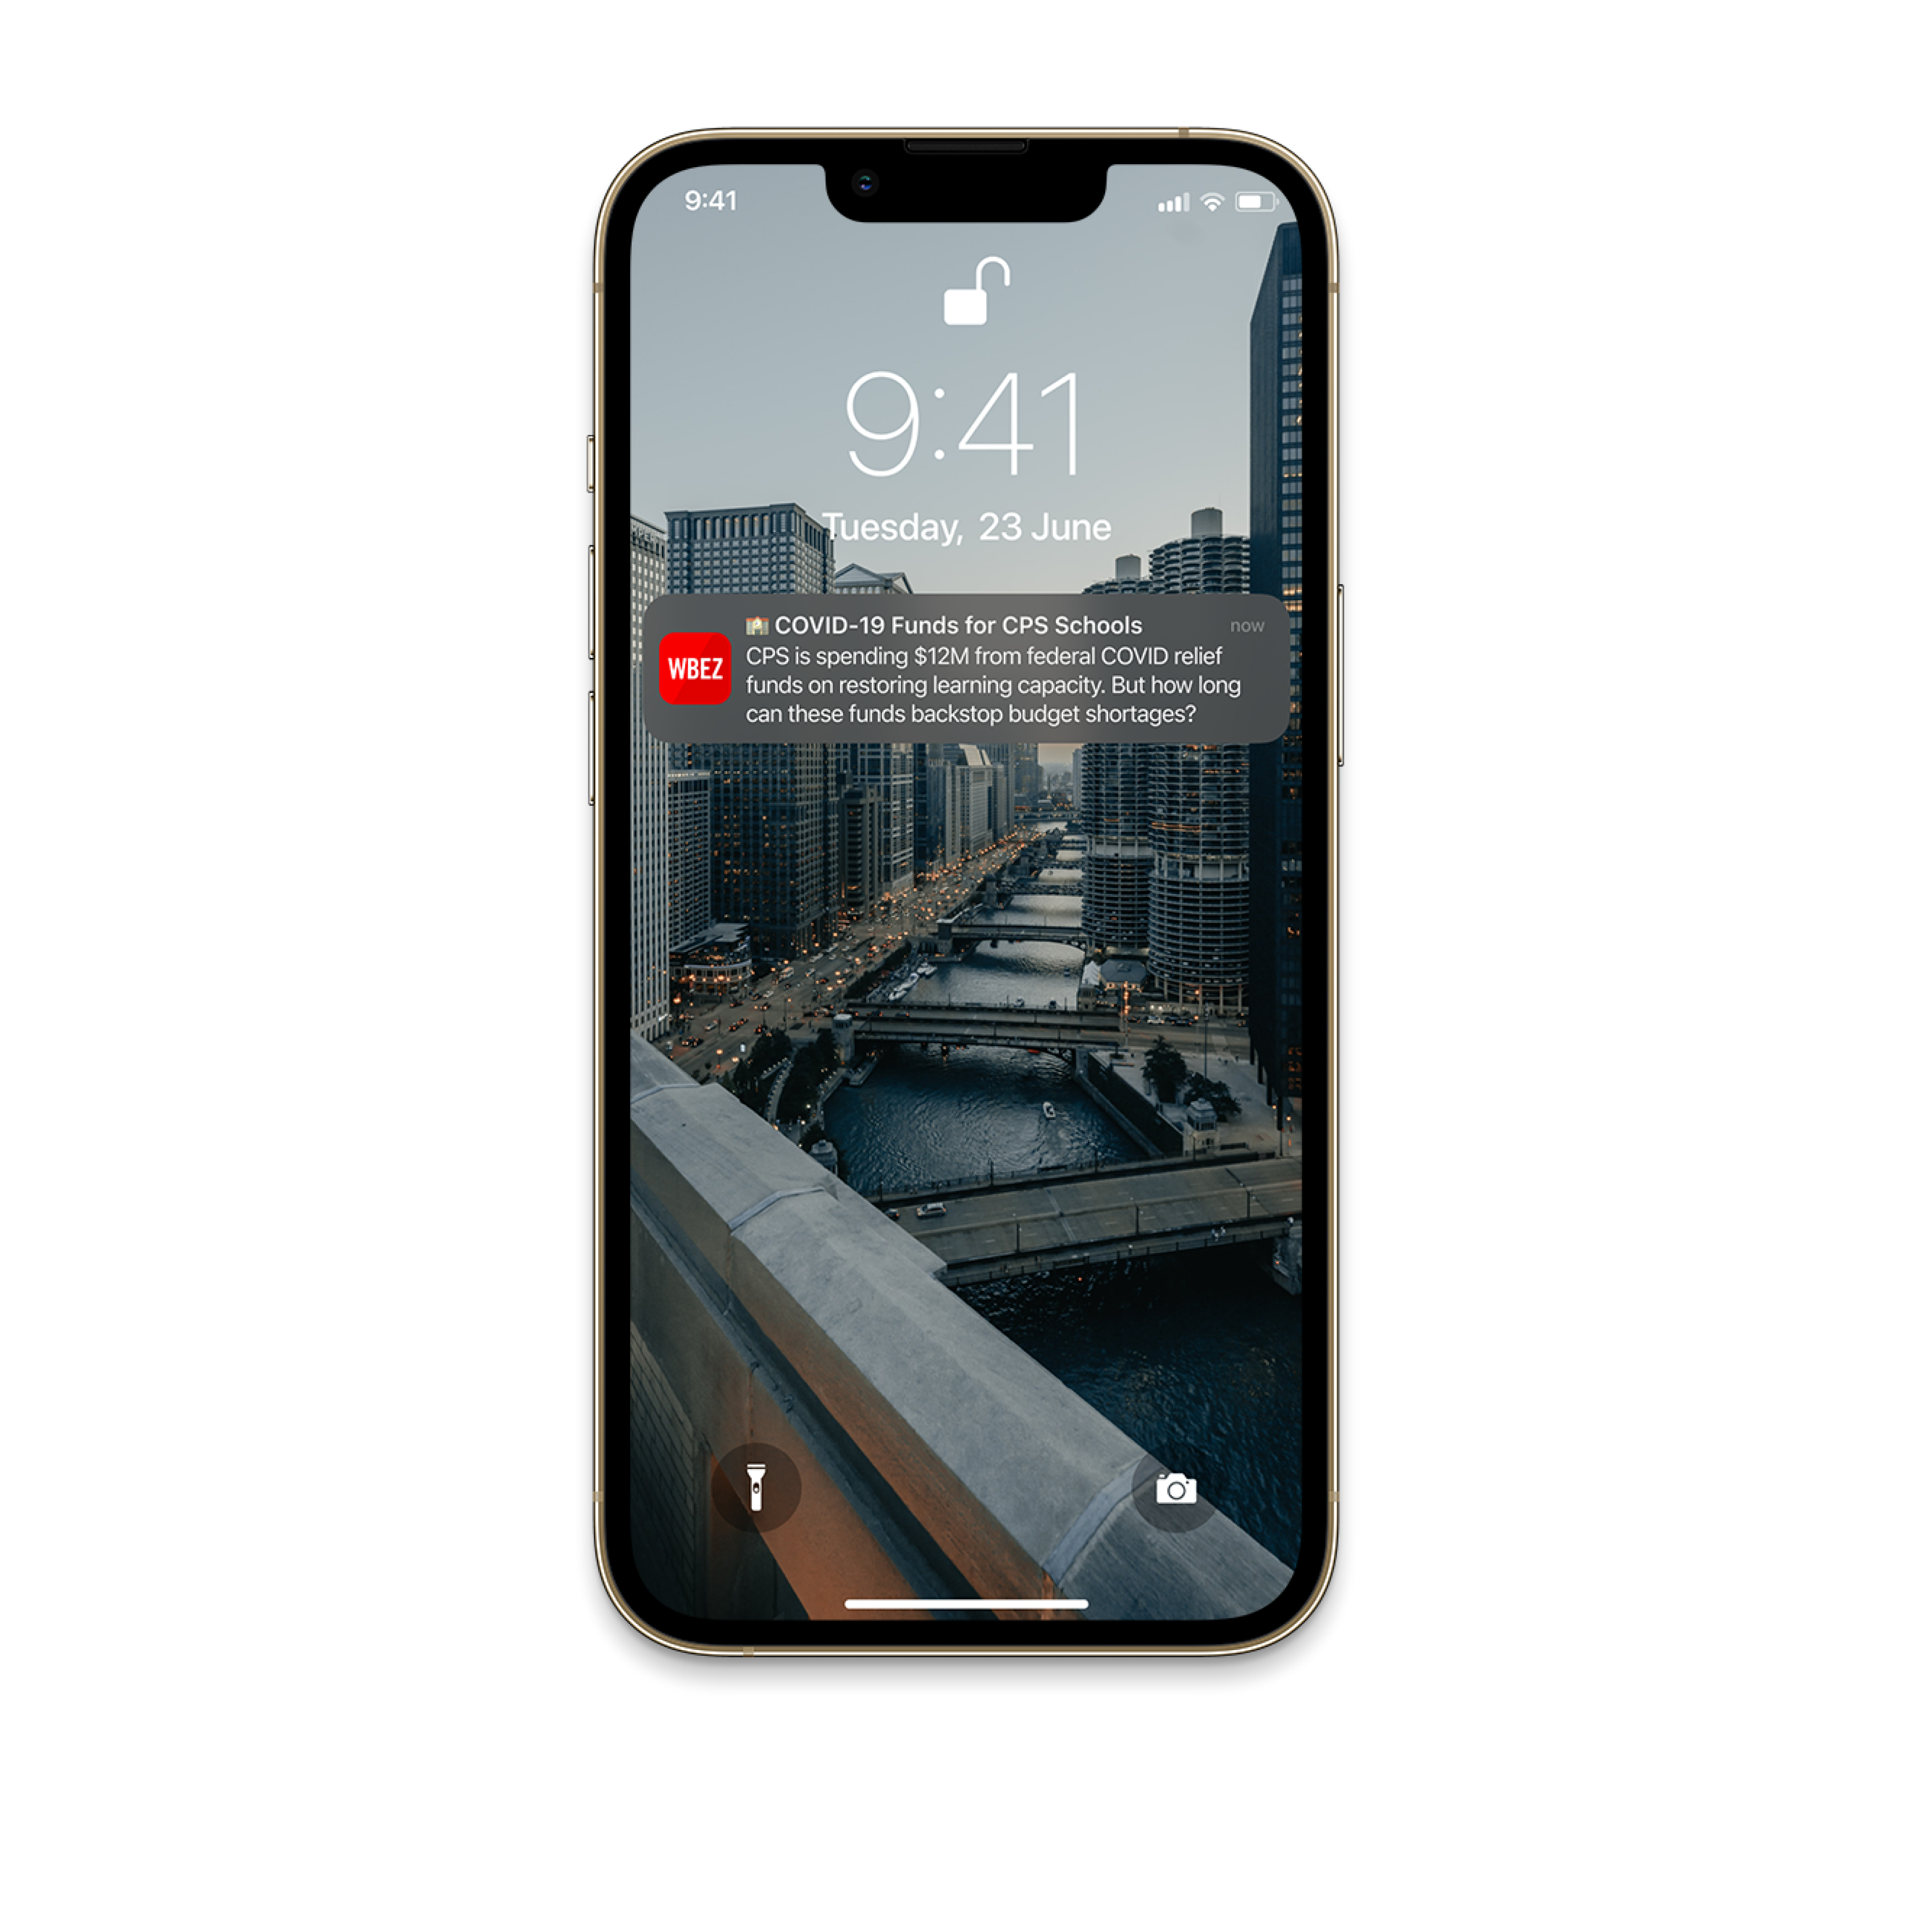 9:41
9:41
Tuesday, 23 June
COVID-19 Funds for CPS Schools
now
WBEZ
CPS is spending $12M from federal COVID relief
funds on restoring learning capacity. But how long
can these funds backstop budget shortages?